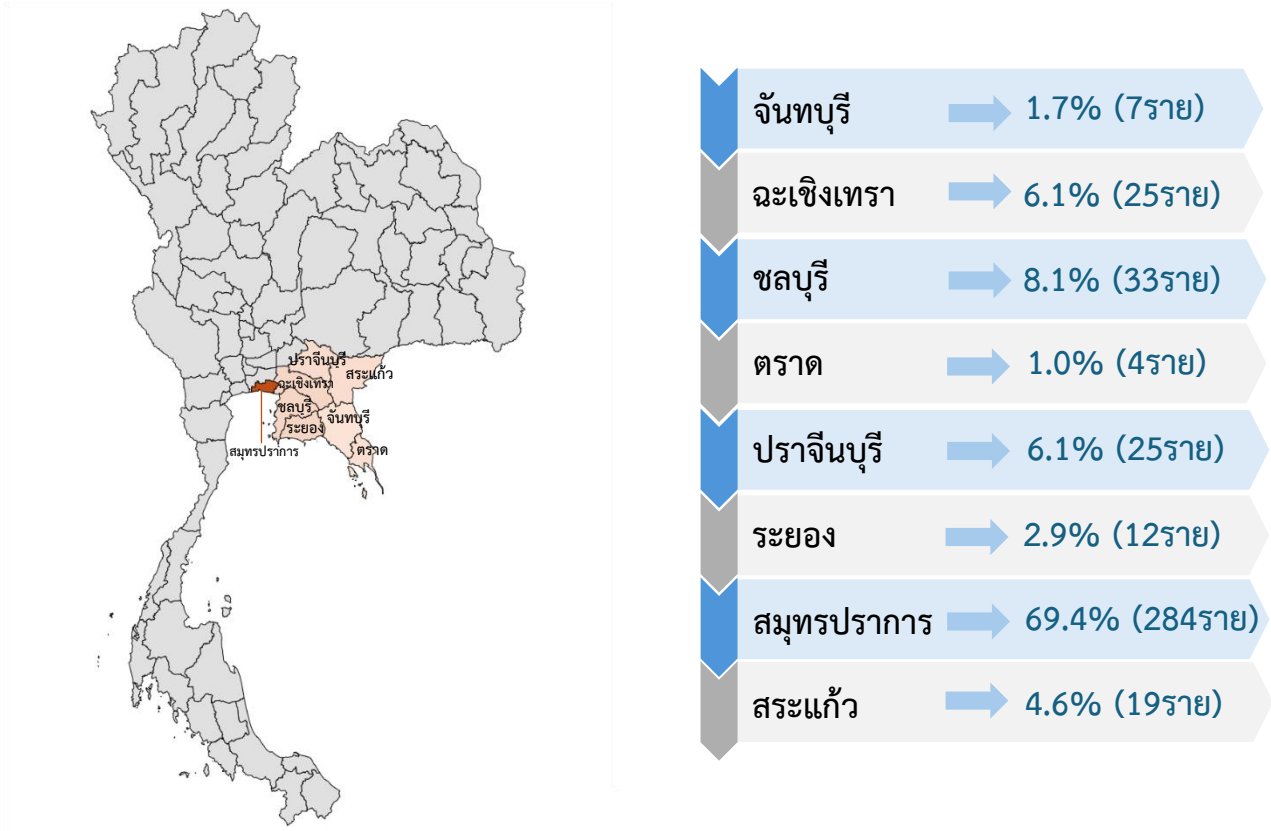 ปราจีนบุรี
สระแก้ว
ฉะเชิงเทรา
ชลบุรี
จันทบุรี
ระยอง
สมุทรปราการ
ตราด
จันทบุรี 1.7% (7ราย)
ฉะเชิงเทรา 6.1% (25ราย)
ชลบุรี 8.1% (33ราย)
ตราด 1.0% (4ราย)
ปราจีนบุรี 6.1% (25ราย)
ระยอง 2.9% (12ราย)
สมุทรปราการ 69.4% (284ราย)
สระแก้ว 4.6% (19ราย)